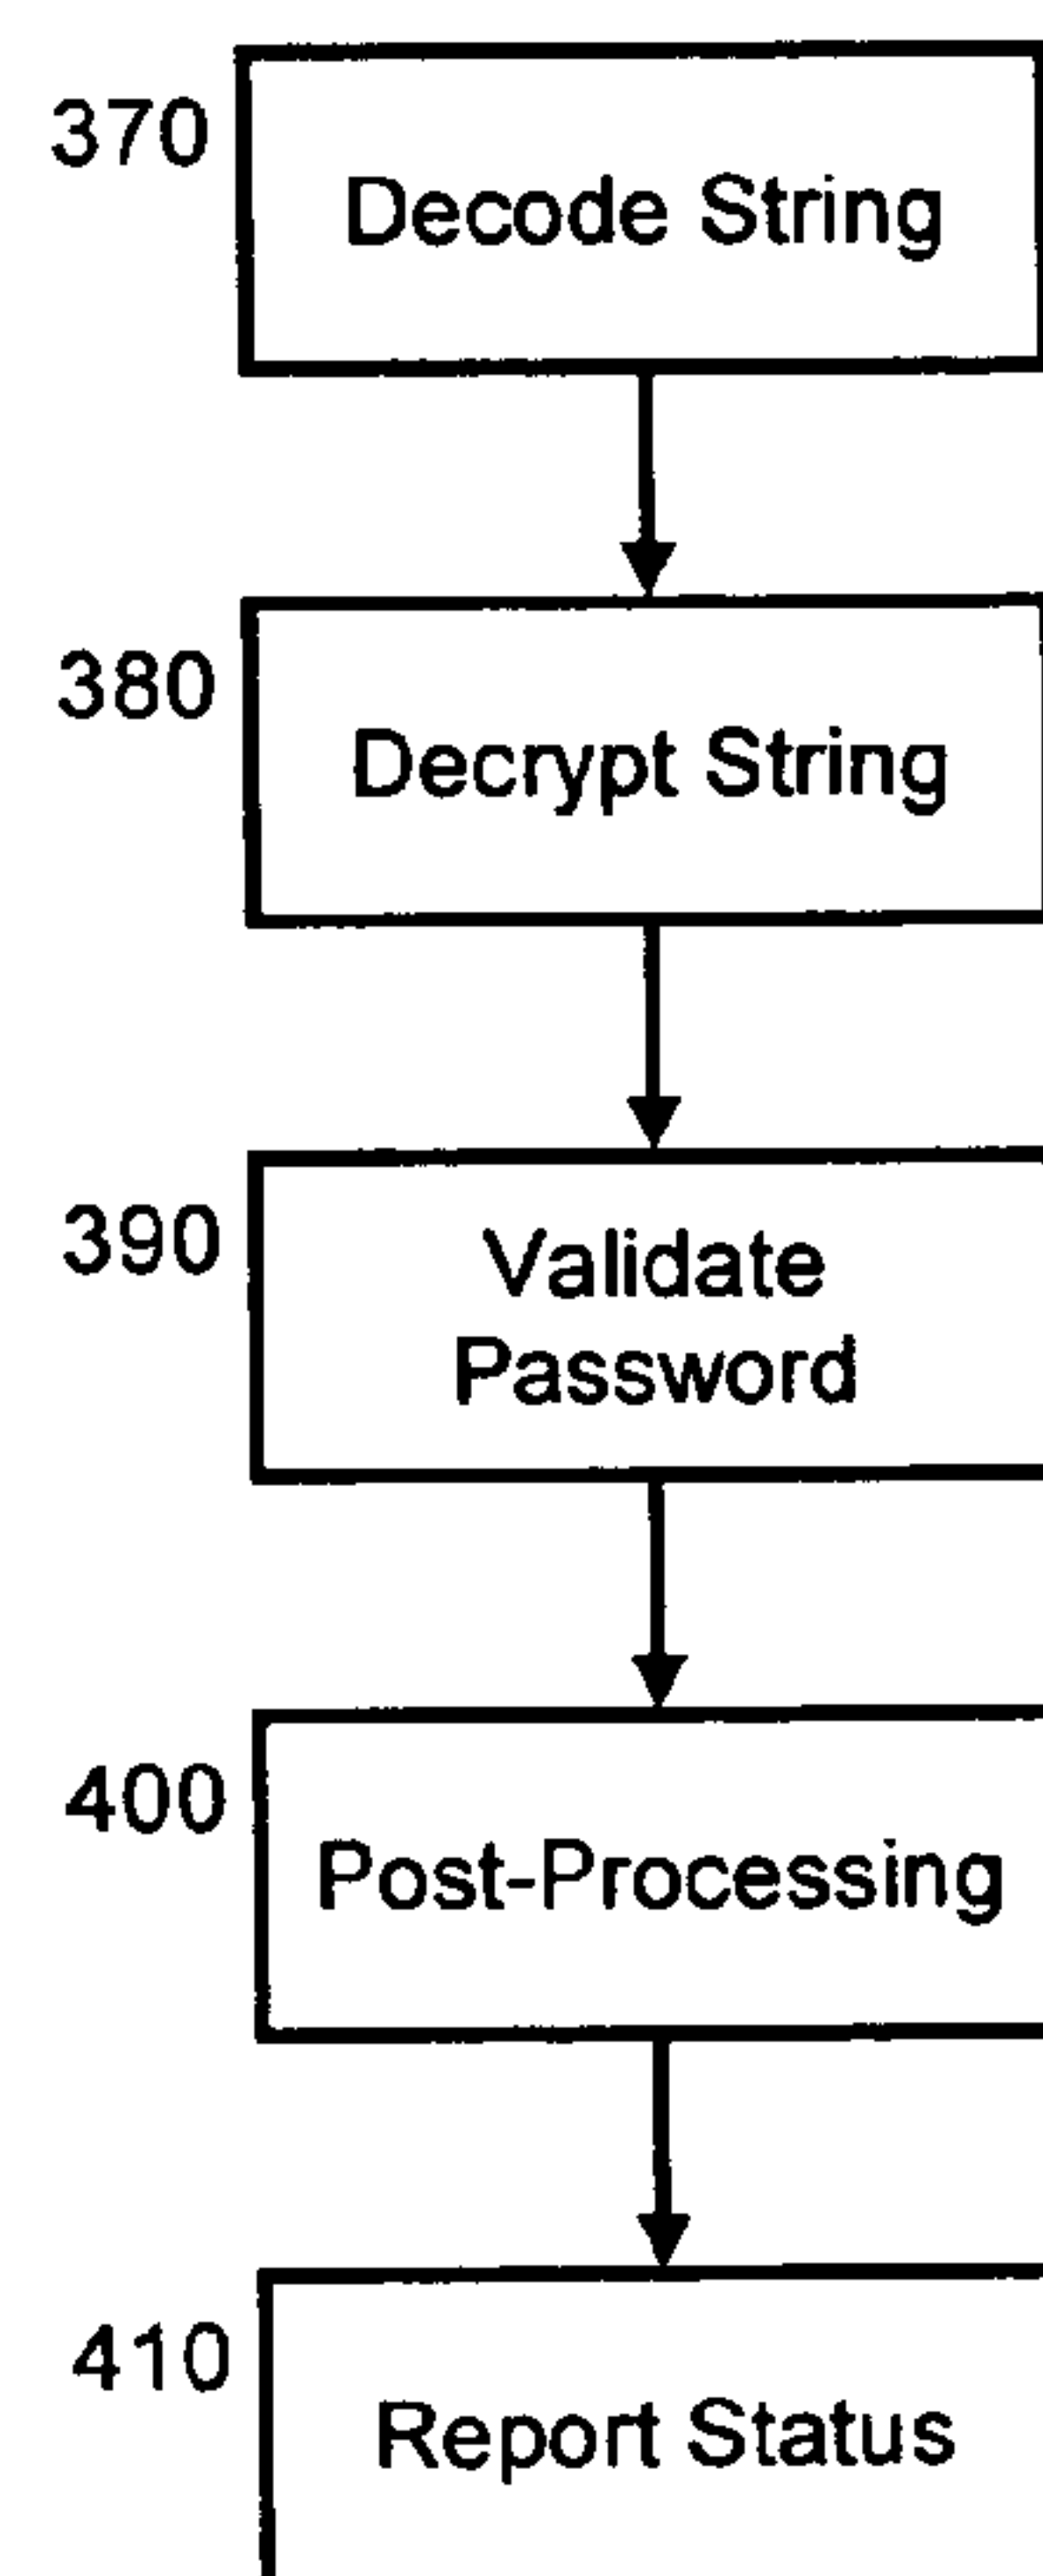 370
Decode String
380
Decrypt String
390
Validate
Password
400
Post-Processing
410
Report Status